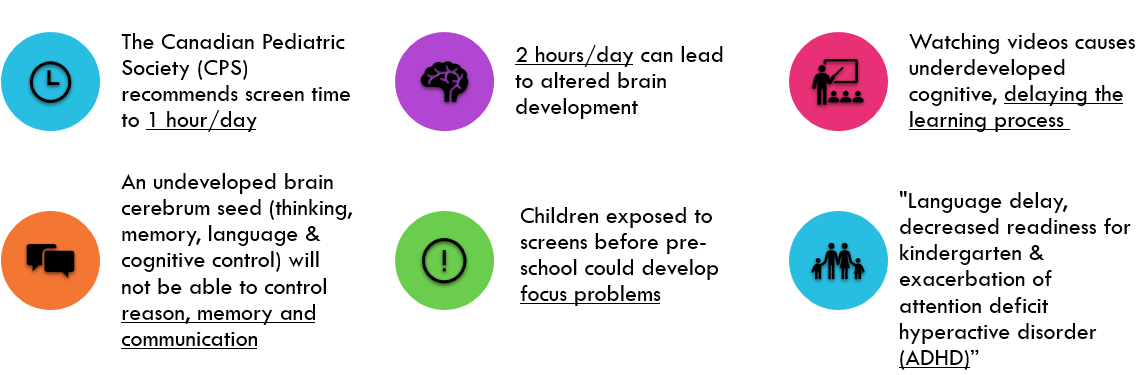 The Canadian Pediatric
Society (CPS)
recommends screen time
to 1 hour/day
2 hours/day can lead
to altered brain
development
Watching videos causes
underdeveloped
cognitive, delaying the
learning process
An undeveloped brain
cerebrum seed (thinking,
memory, language &
cognitive control) will
not be able to control
reason, memory and
communication
Children exposed to
screens before pre-
school could develop
focus problems
"Language delay,
decreased readiness for
kindergarten &
exacerbation of
attention deficit
hyperactive disorder
(ADHD)”